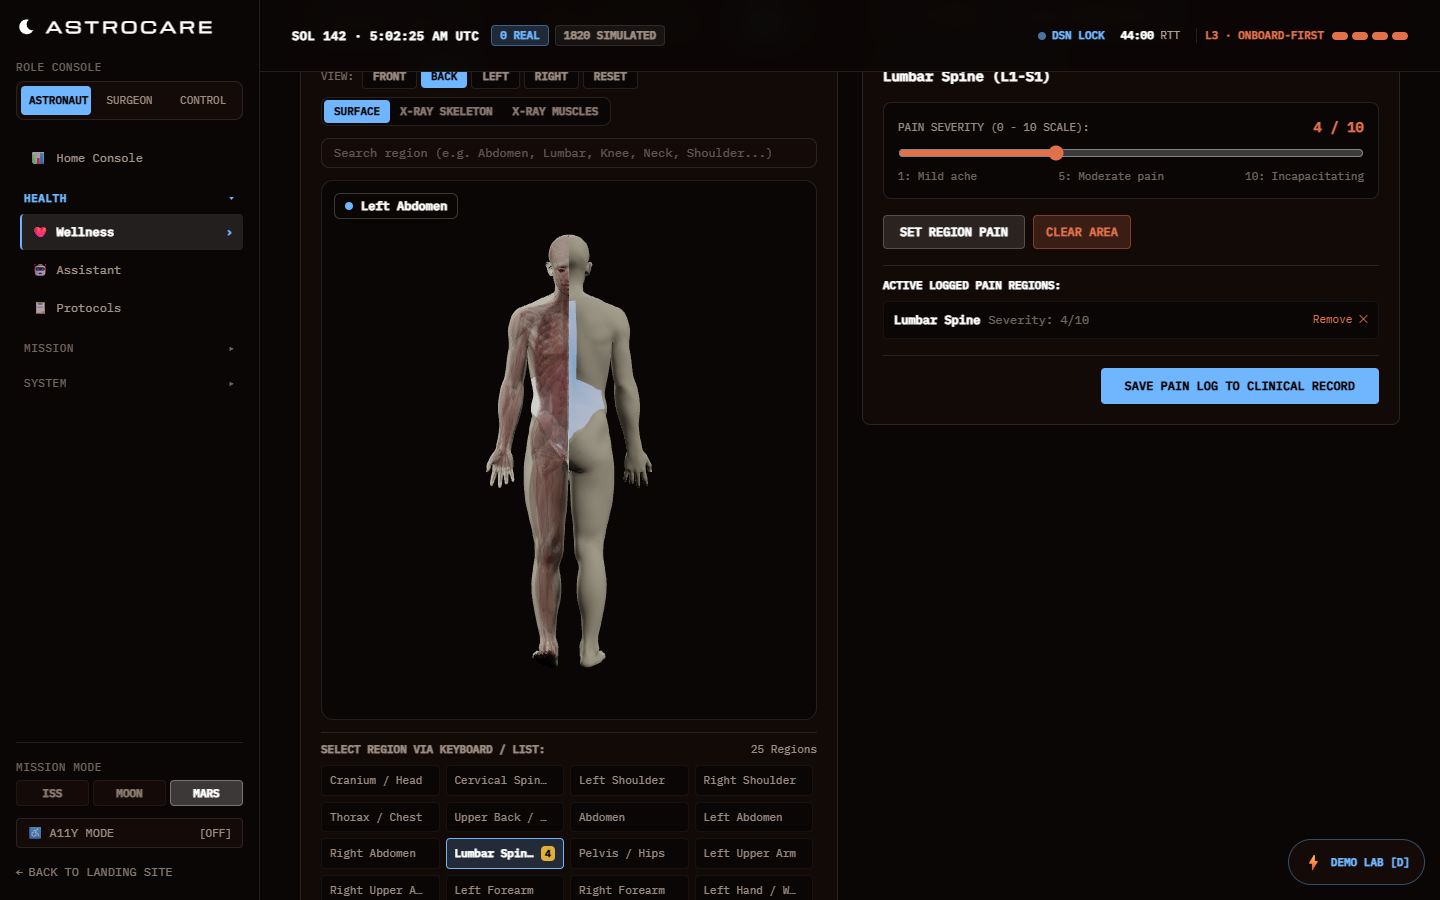 ASTROCARE
ROLE CONSOLE
ASTRONAUT SURGEON CONTROL
Home Console
HEALTH
Wellness
Assistant
Protocols
MISSION
SYSTEM
MISSION MODE
ISS MOON MARS
A11Y MODE [OFF]
← BACK TO LANDING SITE
SOL 142 · 5:02:25 AM UTC 0 REAL 1820 SIMULATED
DSN LOCK 44:00 RTT L3 · ONBOARD-FIRST
VIEW: FRONT BACK LEFT RIGHT RESET
SURFACE X-RAY SKELETON X-RAY MUSCLES
Search region (e.g. Abdomen, Lumbar, Knee, Neck, Shoulder...)
Left Abdomen
SELECT REGION VIA KEYBOARD / LIST: 25 Regions
Cranium / Head Cervical Spin… Left Shoulder Right Shoulder
Thorax / Chest Upper Back / … Abdomen Left Abdomen
Right Abdomen Lumbar Spin… 4 Pelvis / Hips Left Upper Arm
Right Upper A… Left Forearm Right Forearm Left Hand / W…
Lumbar Spine (L1-S1)
PAIN SEVERITY (0 - 10 SCALE): 4 / 10
1: Mild ache 5: Moderate pain 10: Incapacitating
SET REGION PAIN CLEAR AREA
ACTIVE LOGGED PAIN REGIONS:
Lumbar Spine Severity: 4/10 Remove ×
SAVE PAIN LOG TO CLINICAL RECORD
DEMO LAB [D]